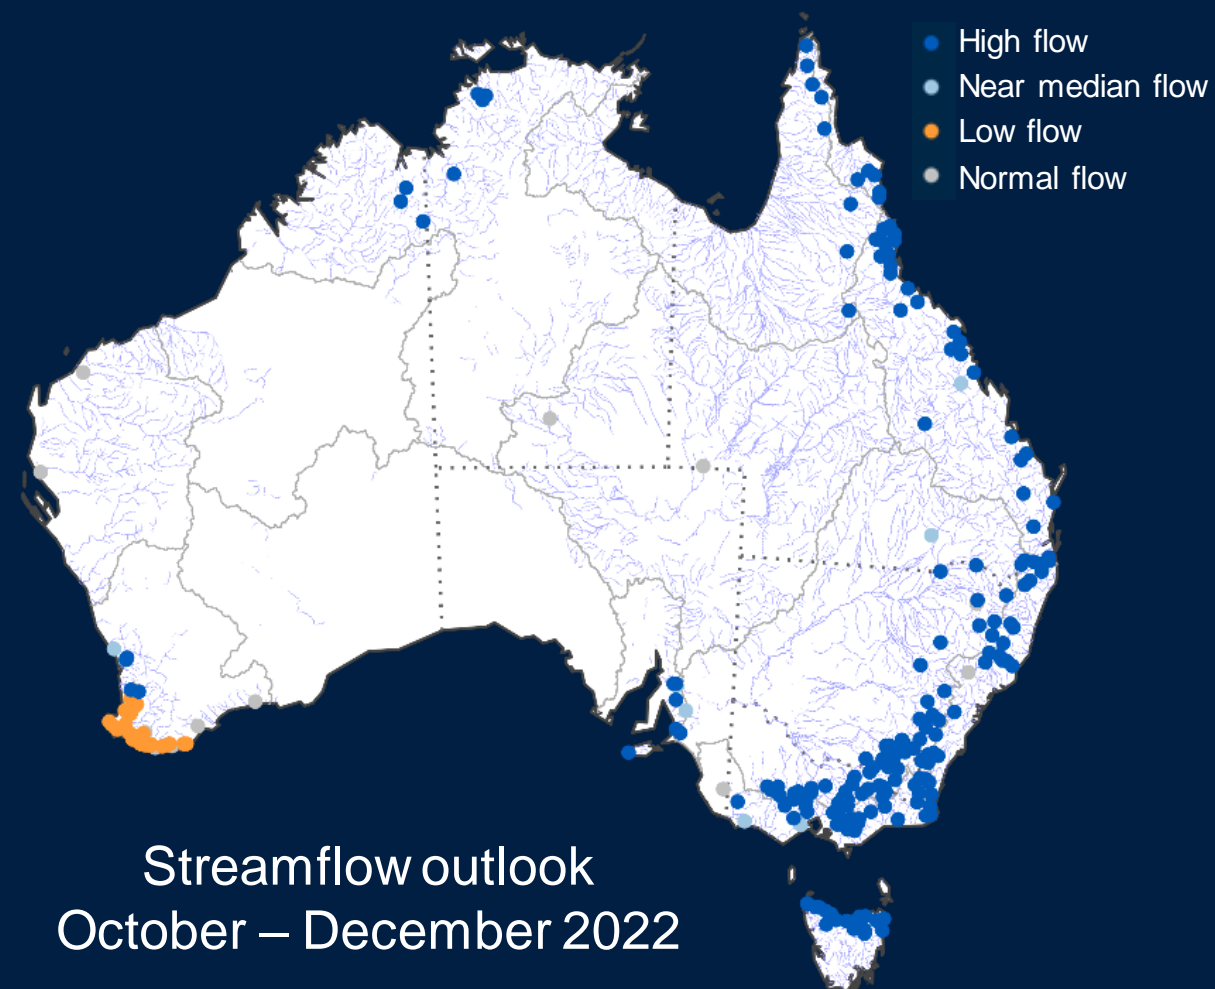 High flow
Near median flow
Low flow
Normal flow
Streamflow outlook
October – December 2022